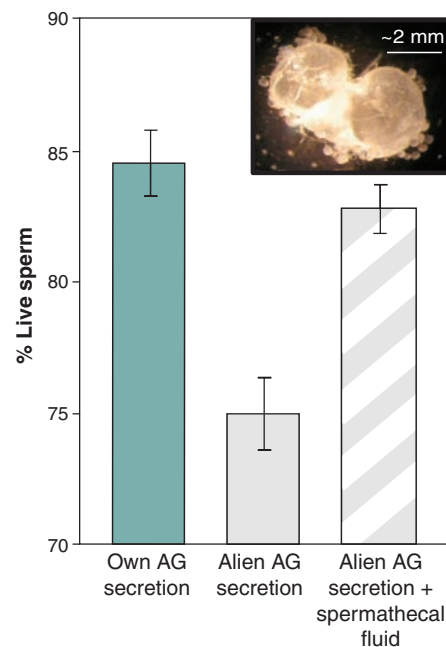 90
~2 mm
85
80
75
70
% Live sperm
Own AG
secretion
Alien AG
secretion
Alien AG
secretion +
spermathecal
fluid